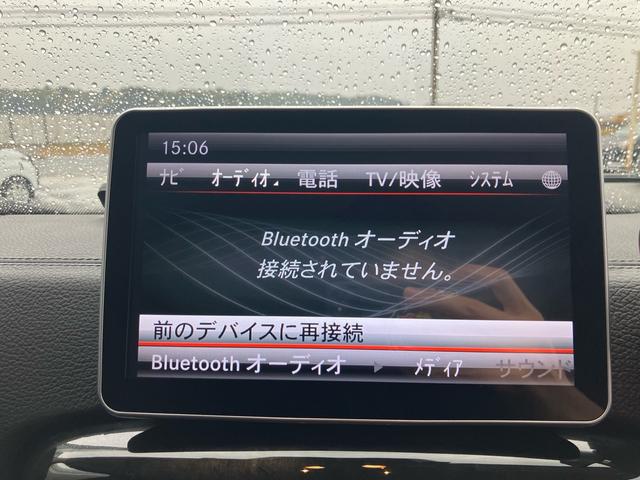 15:06
ナビ オーディオ 電話 TV/映像 システム
Bluetooth オーディオ
接続されていません。
前のデバイスに再接続
Bluetooth オーディオ メディア サウンド